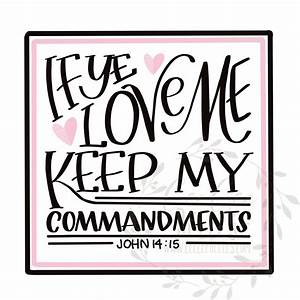 IF YE
LOVE ME
KEEP MY
COMMANDMENTS
JOHN 14:15